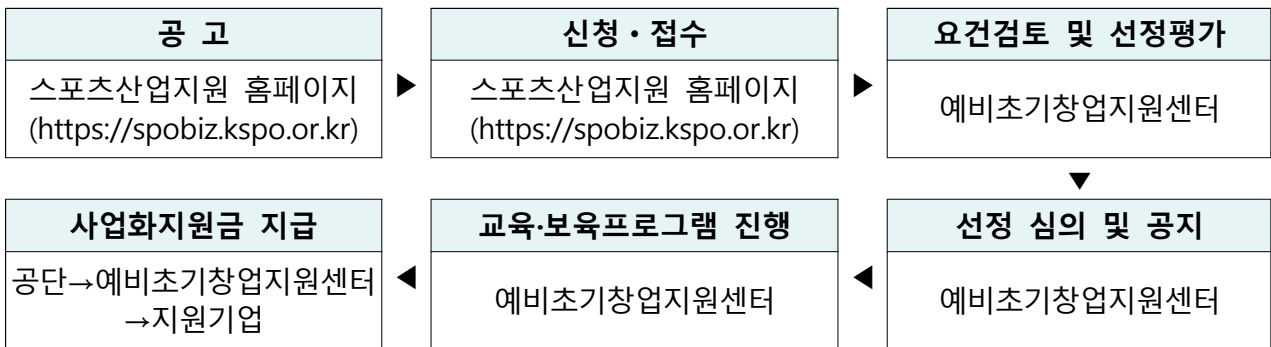 공 고
스포츠산업지원 홈페이지
(https://spobiz.kspo.or.kr)
▶
신청・접수
스포츠산업지원 홈페이지
(https://spobiz.kspo.or.kr)
▶
요건검토 및 선정평가
예비초기창업지원센터
▼
선정 심의 및 공지
예비초기창업지원센터
◀
교육·보육프로그램 진행
예비초기창업지원센터
◀
사업화지원금 지급
공단→예비초기창업지원센터
→지원기업